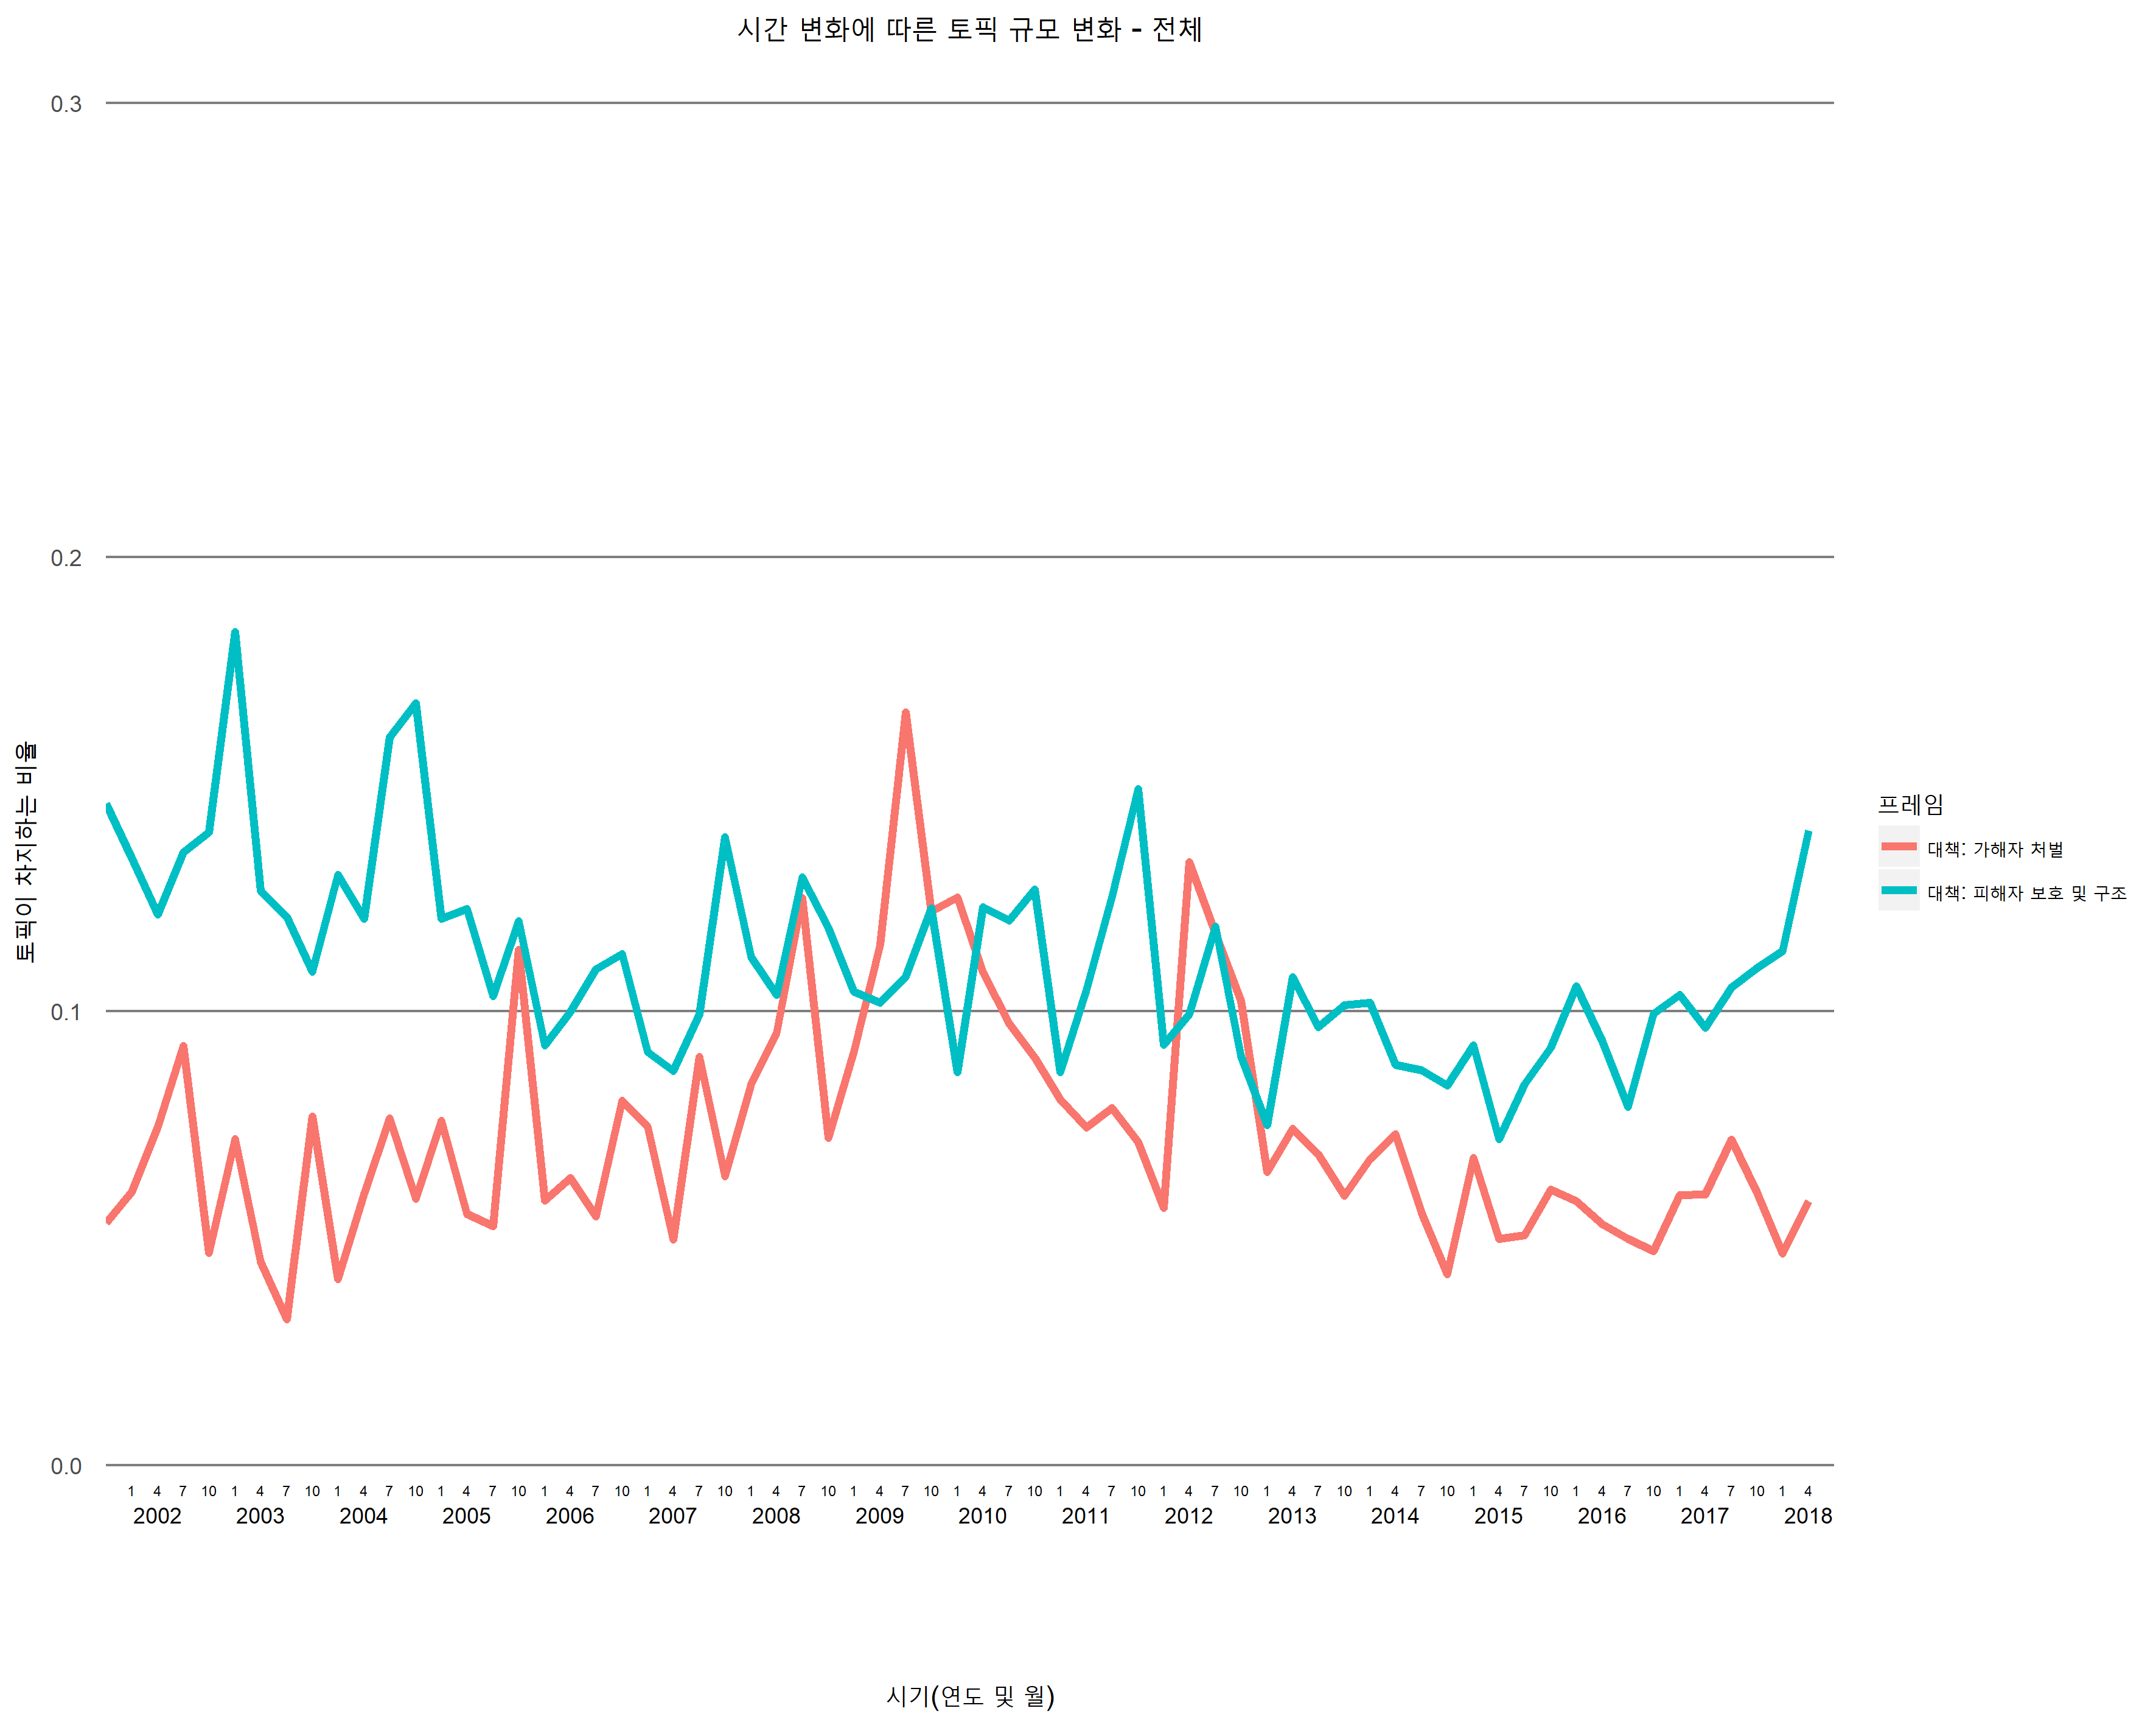 시간 변화에 따른 토픽 규모 변화 - 전체
0.3
0.2
0.1
0.0
토픽이 차지하는 비율
프레임
대책: 가해자 처벌
대책: 피해자 보호 및 구조
1 4 7 10 1 4 7 10 1 4 7 10 1 4 7 10 1 4 7 10 1 4 7 10 1 4 7 10 1 4 7 10 1 4 7 10 1 4 7 10 1 4 7 10 1 4 7 10 1 4 7 10 1 4 7 10 1 4 7 10 1 4 7 10 1 4
2002 2003 2004 2005 2006 2007 2008 2009 2010 2011 2012 2013 2014 2015 2016 2017 2018
시기(연도 및 월)